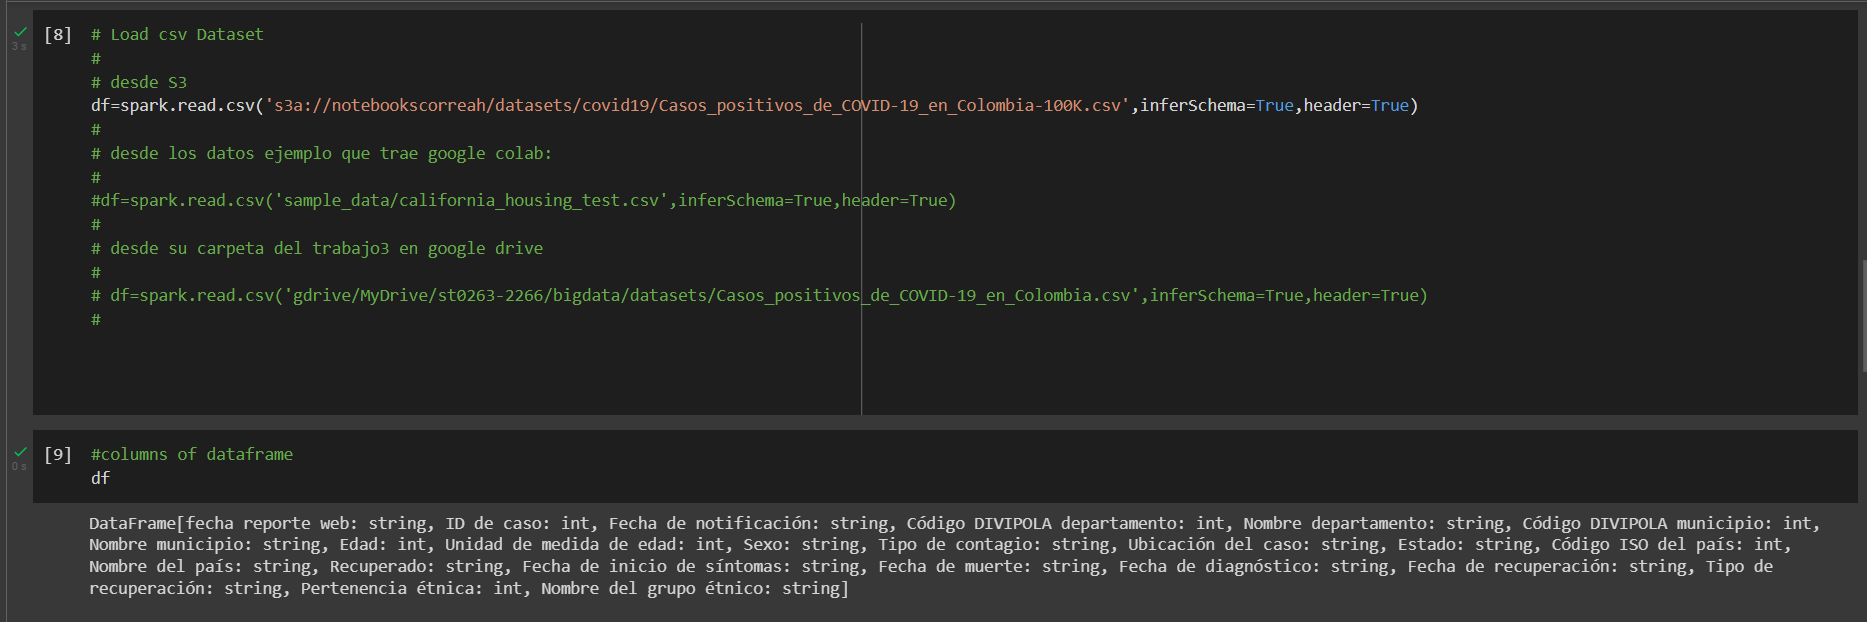 [8] # Load csv Dataset
3 s
#
# desde S3
df=spark.read.csv('s3a://notebookscorreah/datasets/covid19/Casos_positivos_de_COVID-19_en_Colombia-100K.csv',inferSchema=True,header=True)
#
# desde los datos ejemplo que trae google colab:
#
#df=spark.read.csv('sample_data/california_housing_test.csv',inferSchema=True,header=True)
#
# desde su carpeta del trabajo3 en google drive
#
# df=spark.read.csv('gdrive/MyDrive/st0263-2266/bigdata/datasets/Casos_positivos_de_COVID-19_en_Colombia.csv',inferSchema=True,header=True)
#
[9] #columns of dataframe
0 s
df
DataFrame[fecha reporte web: string, ID de caso: int, Fecha de notificación: string, Código DIVIPOLA departamento: int, Nombre departamento: string, Código DIVIPOLA municipio: int,
Nombre municipio: string, Edad: int, Unidad de medida de edad: int, Sexo: string, Tipo de contagio: string, Ubicación del caso: string, Estado: string, Código ISO del país: int,
Nombre del país: string, Recuperado: string, Fecha de inicio de síntomas: string, Fecha de muerte: string, Fecha de diagnóstico: string, Fecha de recuperación: string, Tipo de
recuperación: string, Pertenencia étnica: int, Nombre del grupo étnico: string]